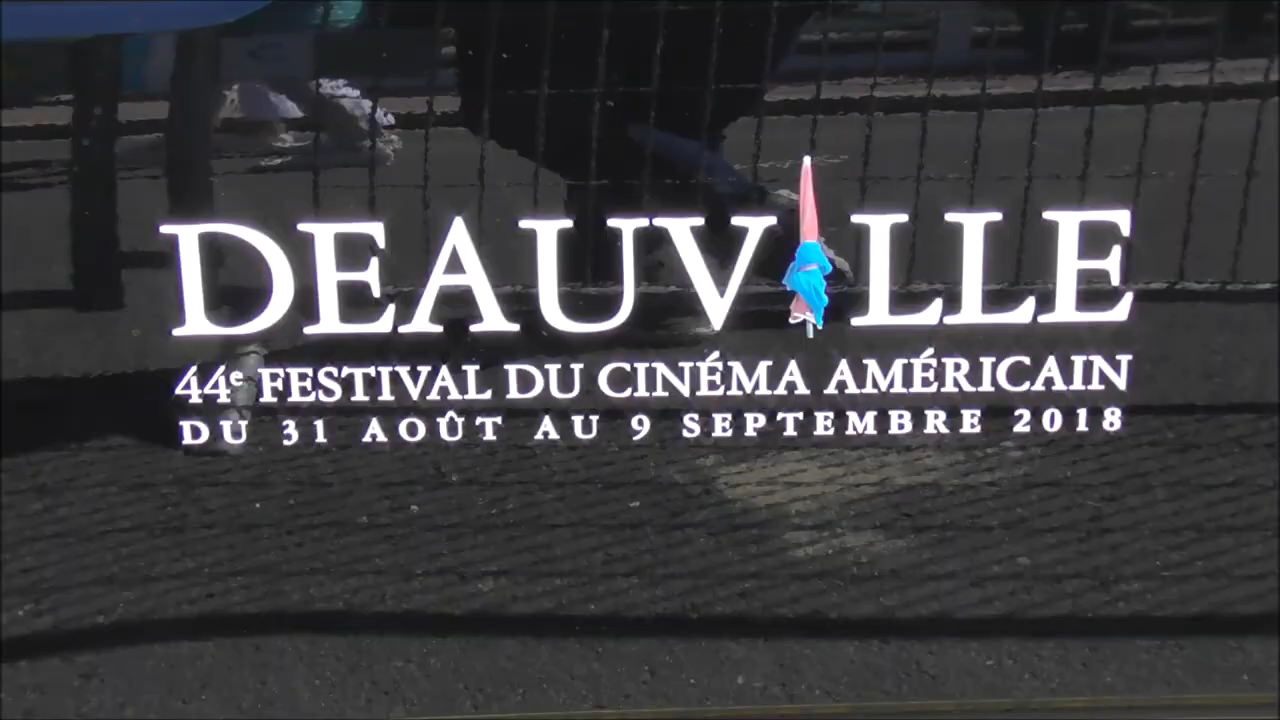 DEAUVILLE
44e FESTIVAL DU CINÉMA AMÉRICAIN
DU 31 AOÛT AU 9 SEPTEMBRE 2018